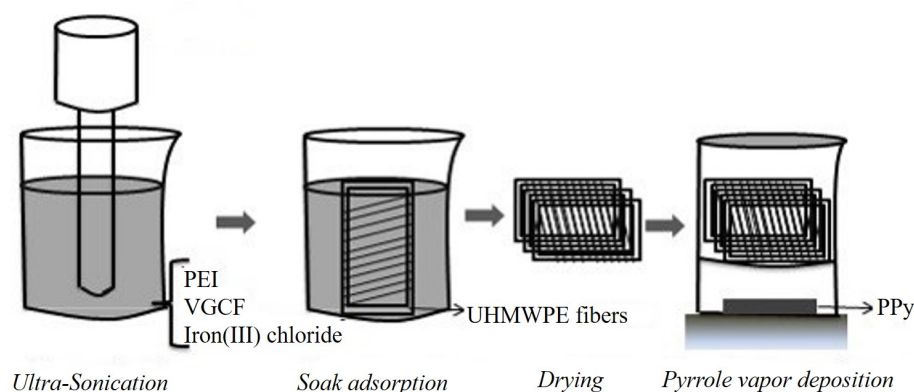 PEI
VGCF
Iron(III) chloride
UHMWPE fibers
PPy
Ultra-Sonication
Soak adsorption
Drying
Pyrrole vapor deposition